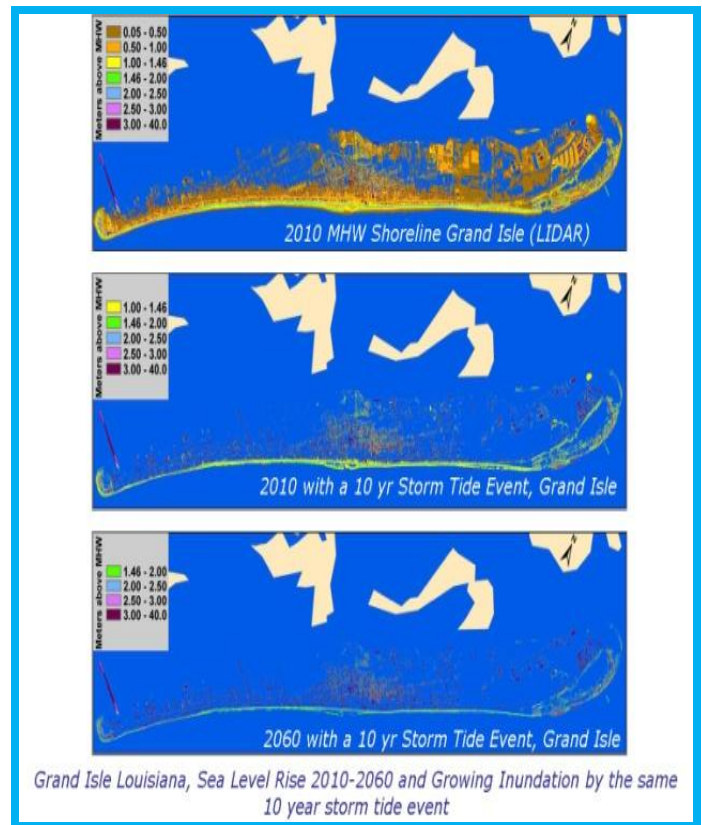 Meters above MHW
0.05 - 0.50
0.50 - 1.00
1.00 - 1.46
1.46 - 2.00
2.00 - 2.50
2.50 - 3.00
3.00 - 40.0
N
2010 MHW Shoreline Grand Isle (LIDAR)
Meters above MHW
1.00 - 1.46
1.46 - 2.00
2.00 - 2.50
2.50 - 3.00
3.00 - 40.0
N
2010 with a 10 yr Storm Tide Event, Grand Isle
Meters above MHW
1.46 - 2.00
2.00 - 2.50
2.50 - 3.00
3.00 - 40.0
N
2060 with a 10 yr Storm Tide Event, Grand Isle
Grand Isle Louisiana, Sea Level Rise 2010-2060 and Growing Inundation by the same
10 year storm tide event